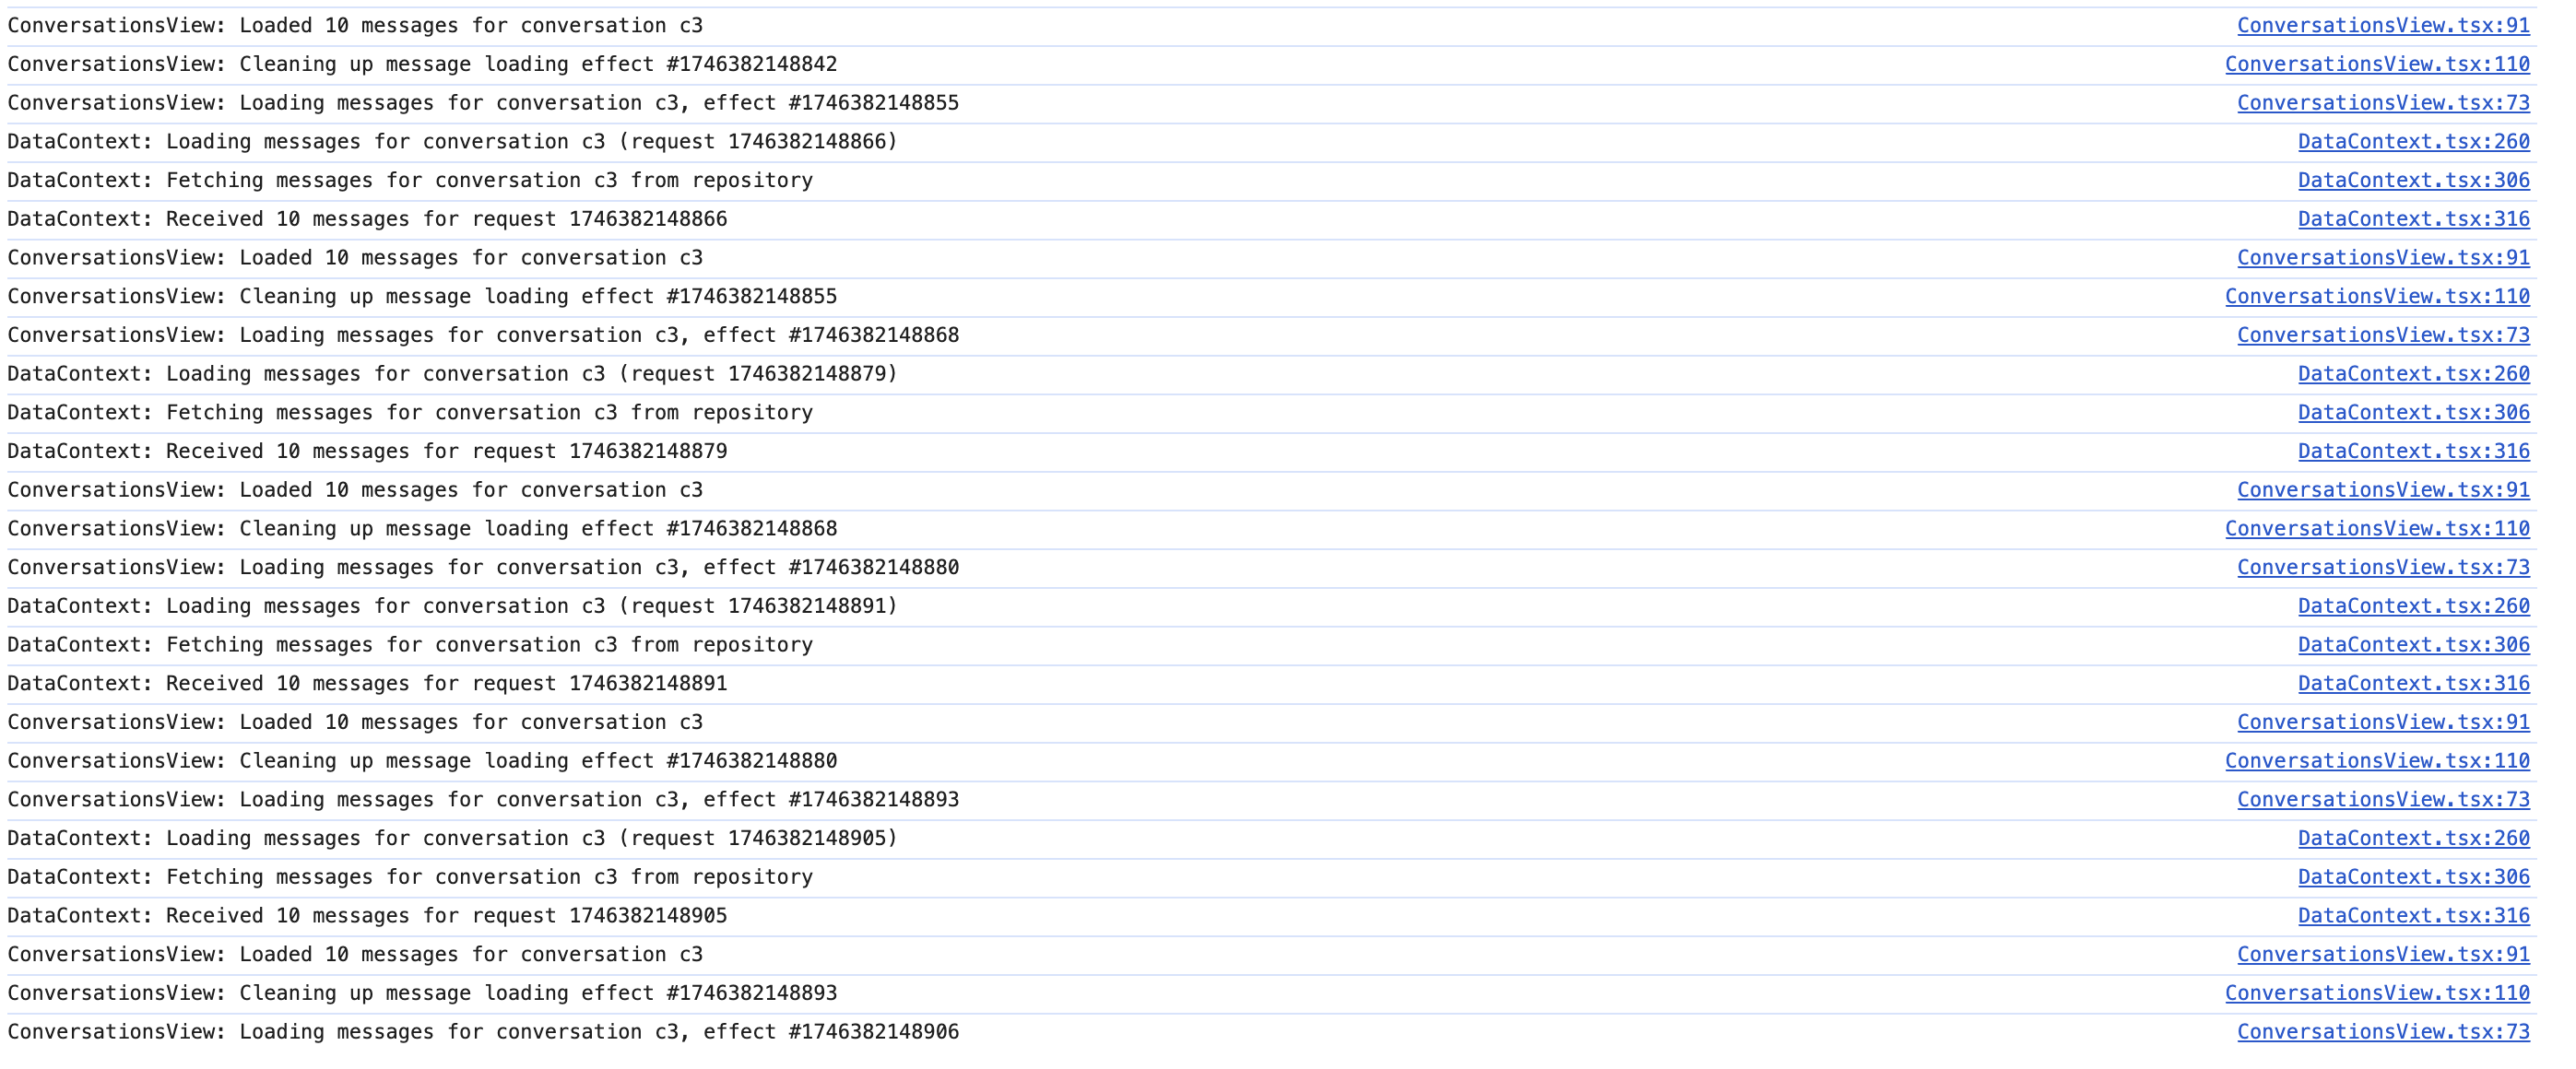 ConversationsView: Loaded 10 messages for conversation c3 ConversationsView.tsx:91
ConversationsView: Cleaning up message loading effect #1746382148842 ConversationsView.tsx:110
ConversationsView: Loading messages for conversation c3, effect #1746382148855 ConversationsView.tsx:73
DataContext: Loading messages for conversation c3 (request 1746382148866) DataContext.tsx:260
DataContext: Fetching messages for conversation c3 from repository DataContext.tsx:306
DataContext: Received 10 messages for request 1746382148866 DataContext.tsx:316
ConversationsView: Loaded 10 messages for conversation c3 ConversationsView.tsx:91
ConversationsView: Cleaning up message loading effect #1746382148855 ConversationsView.tsx:110
ConversationsView: Loading messages for conversation c3, effect #1746382148868 ConversationsView.tsx:73
DataContext: Loading messages for conversation c3 (request 1746382148879) DataContext.tsx:260
DataContext: Fetching messages for conversation c3 from repository DataContext.tsx:306
DataContext: Received 10 messages for request 1746382148879 DataContext.tsx:316
ConversationsView: Loaded 10 messages for conversation c3 ConversationsView.tsx:91
ConversationsView: Cleaning up message loading effect #1746382148868 ConversationsView.tsx:110
ConversationsView: Loading messages for conversation c3, effect #1746382148880 ConversationsView.tsx:73
DataContext: Loading messages for conversation c3 (request 1746382148891) DataContext.tsx:260
DataContext: Fetching messages for conversation c3 from repository DataContext.tsx:306
DataContext: Received 10 messages for request 1746382148891 DataContext.tsx:316
ConversationsView: Loaded 10 messages for conversation c3 ConversationsView.tsx:91
ConversationsView: Cleaning up message loading effect #1746382148880 ConversationsView.tsx:110
ConversationsView: Loading messages for conversation c3, effect #1746382148893 ConversationsView.tsx:73
DataContext: Loading messages for conversation c3 (request 1746382148905) DataContext.tsx:260
DataContext: Fetching messages for conversation c3 from repository DataContext.tsx:306
DataContext: Received 10 messages for request 1746382148905 DataContext.tsx:316
ConversationsView: Loaded 10 messages for conversation c3 ConversationsView.tsx:91
ConversationsView: Cleaning up message loading effect #1746382148893 ConversationsView.tsx:110
ConversationsView: Loading messages for conversation c3, effect #1746382148906 ConversationsView.tsx:73